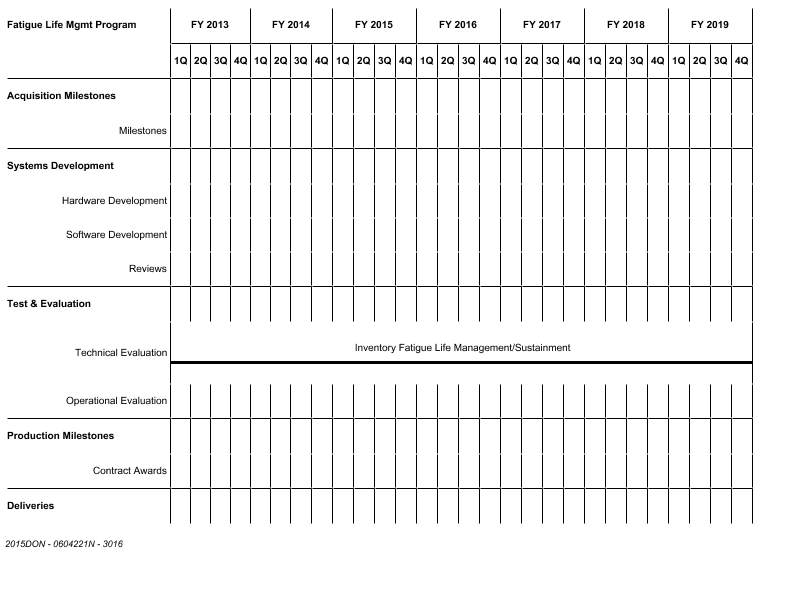 Fatigue Life Mgmt Program FY 2013 FY 2014 FY 2015 FY 2016 FY 2017 FY 2018 FY 2019
1Q 2Q 3Q 4Q 1Q 2Q 3Q 4Q 1Q 2Q 3Q 4Q 1Q 2Q 3Q 4Q 1Q 2Q 3Q 4Q 1Q 2Q 3Q 4Q 1Q 2Q 3Q 4Q
Acquisition Milestones
Milestones
Systems Development
Hardware Development
Software Development
Reviews
Test & Evaluation
Inventory Fatigue Life Management/Sustainment
Technical Evaluation
Operational Evaluation
Production Milestones
Contract Awards
Deliveries
2015DON - 0604221N - 3016